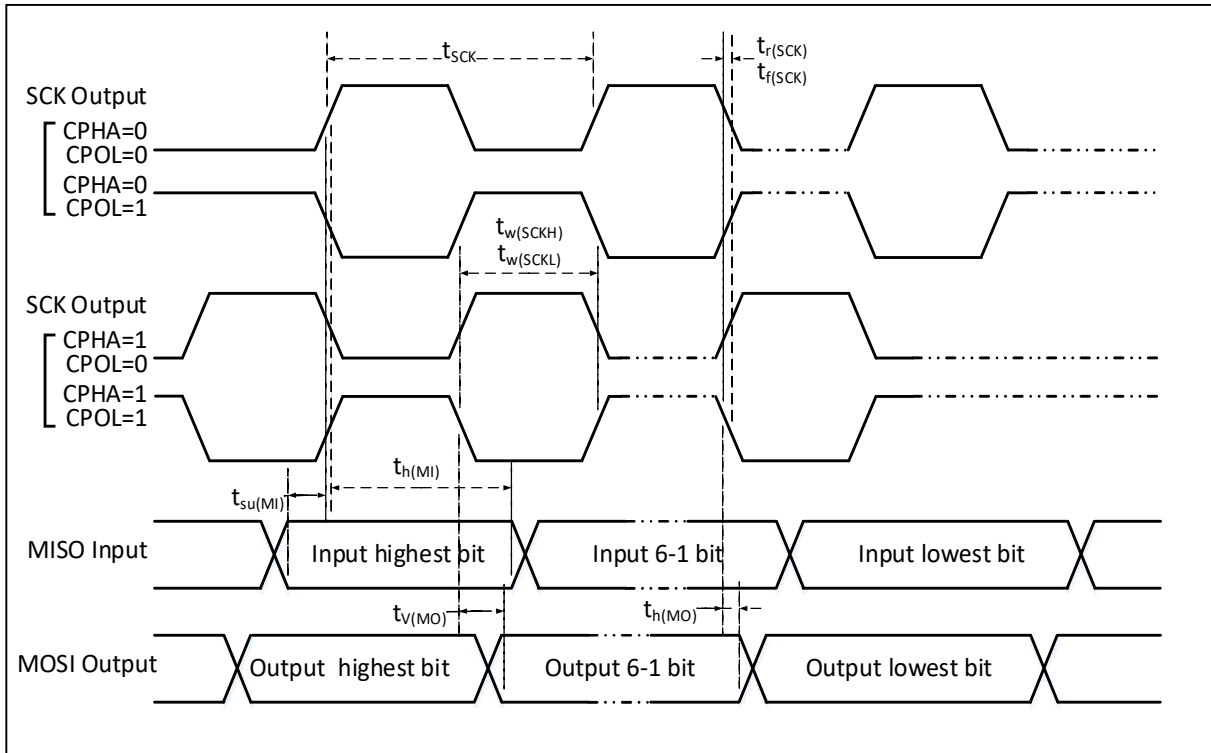 tSCK
tr(SCK)
tf(SCK)
SCK Output
CPHA=0
CPOL=0
CPHA=0
CPOL=1
tw(SCKH)
tw(SCKL)
SCK Output
CPHA=1
CPOL=0
CPHA=1
CPOL=1
th(MI)
tsu(MI)
MISO Input
Input highest bit
Input 6-1 bit
Input lowest bit
tV(MO)
th(MO)
MOSI Output
Output highest bit
Output 6-1 bit
Output lowest bit